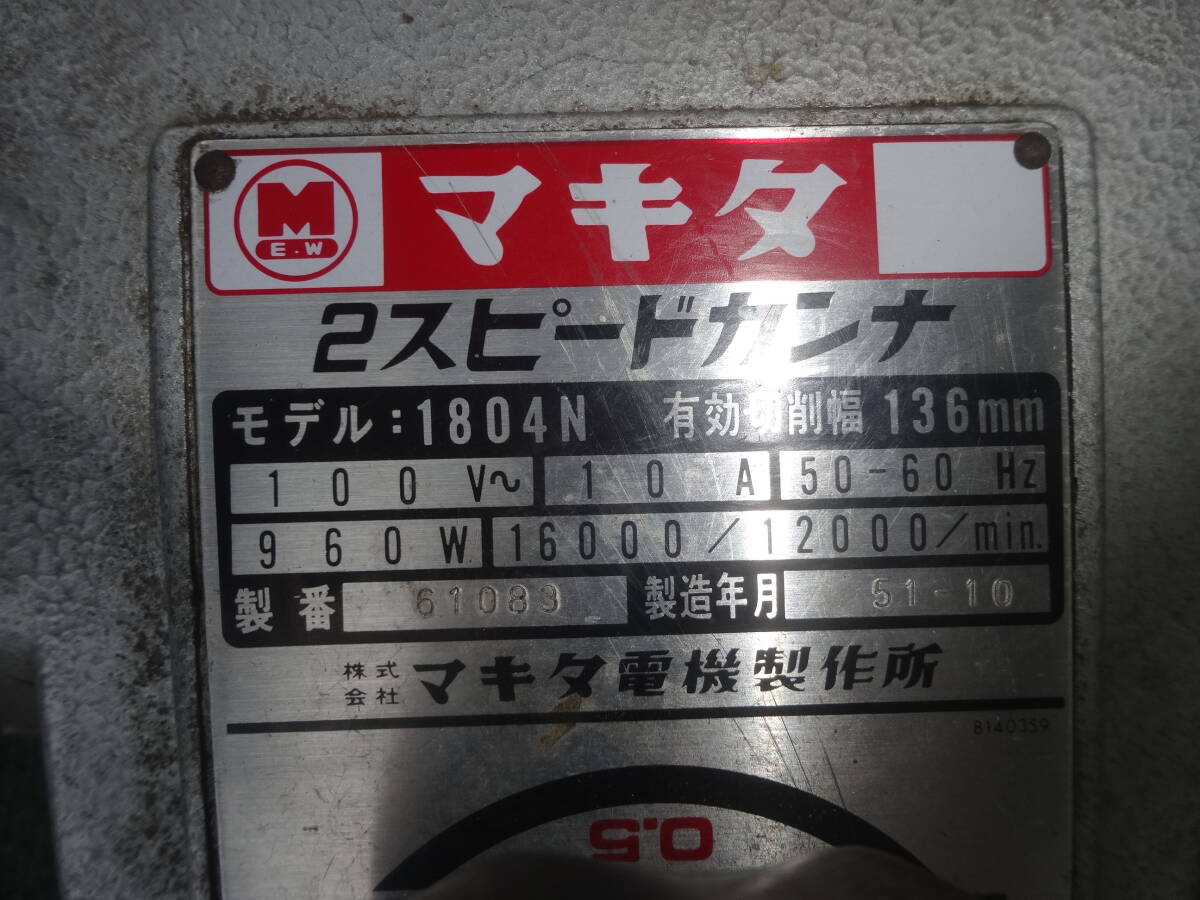 M
E.W
マキタ
2スピードカンナ
モデル:1804N 有効切削幅 136mm
100 V~ 10 A 50-60 Hz
960W 16000/12000/min.
製番 61083 製造年月 51-10
株式会社 マキタ電機製作所
8140359
0.5